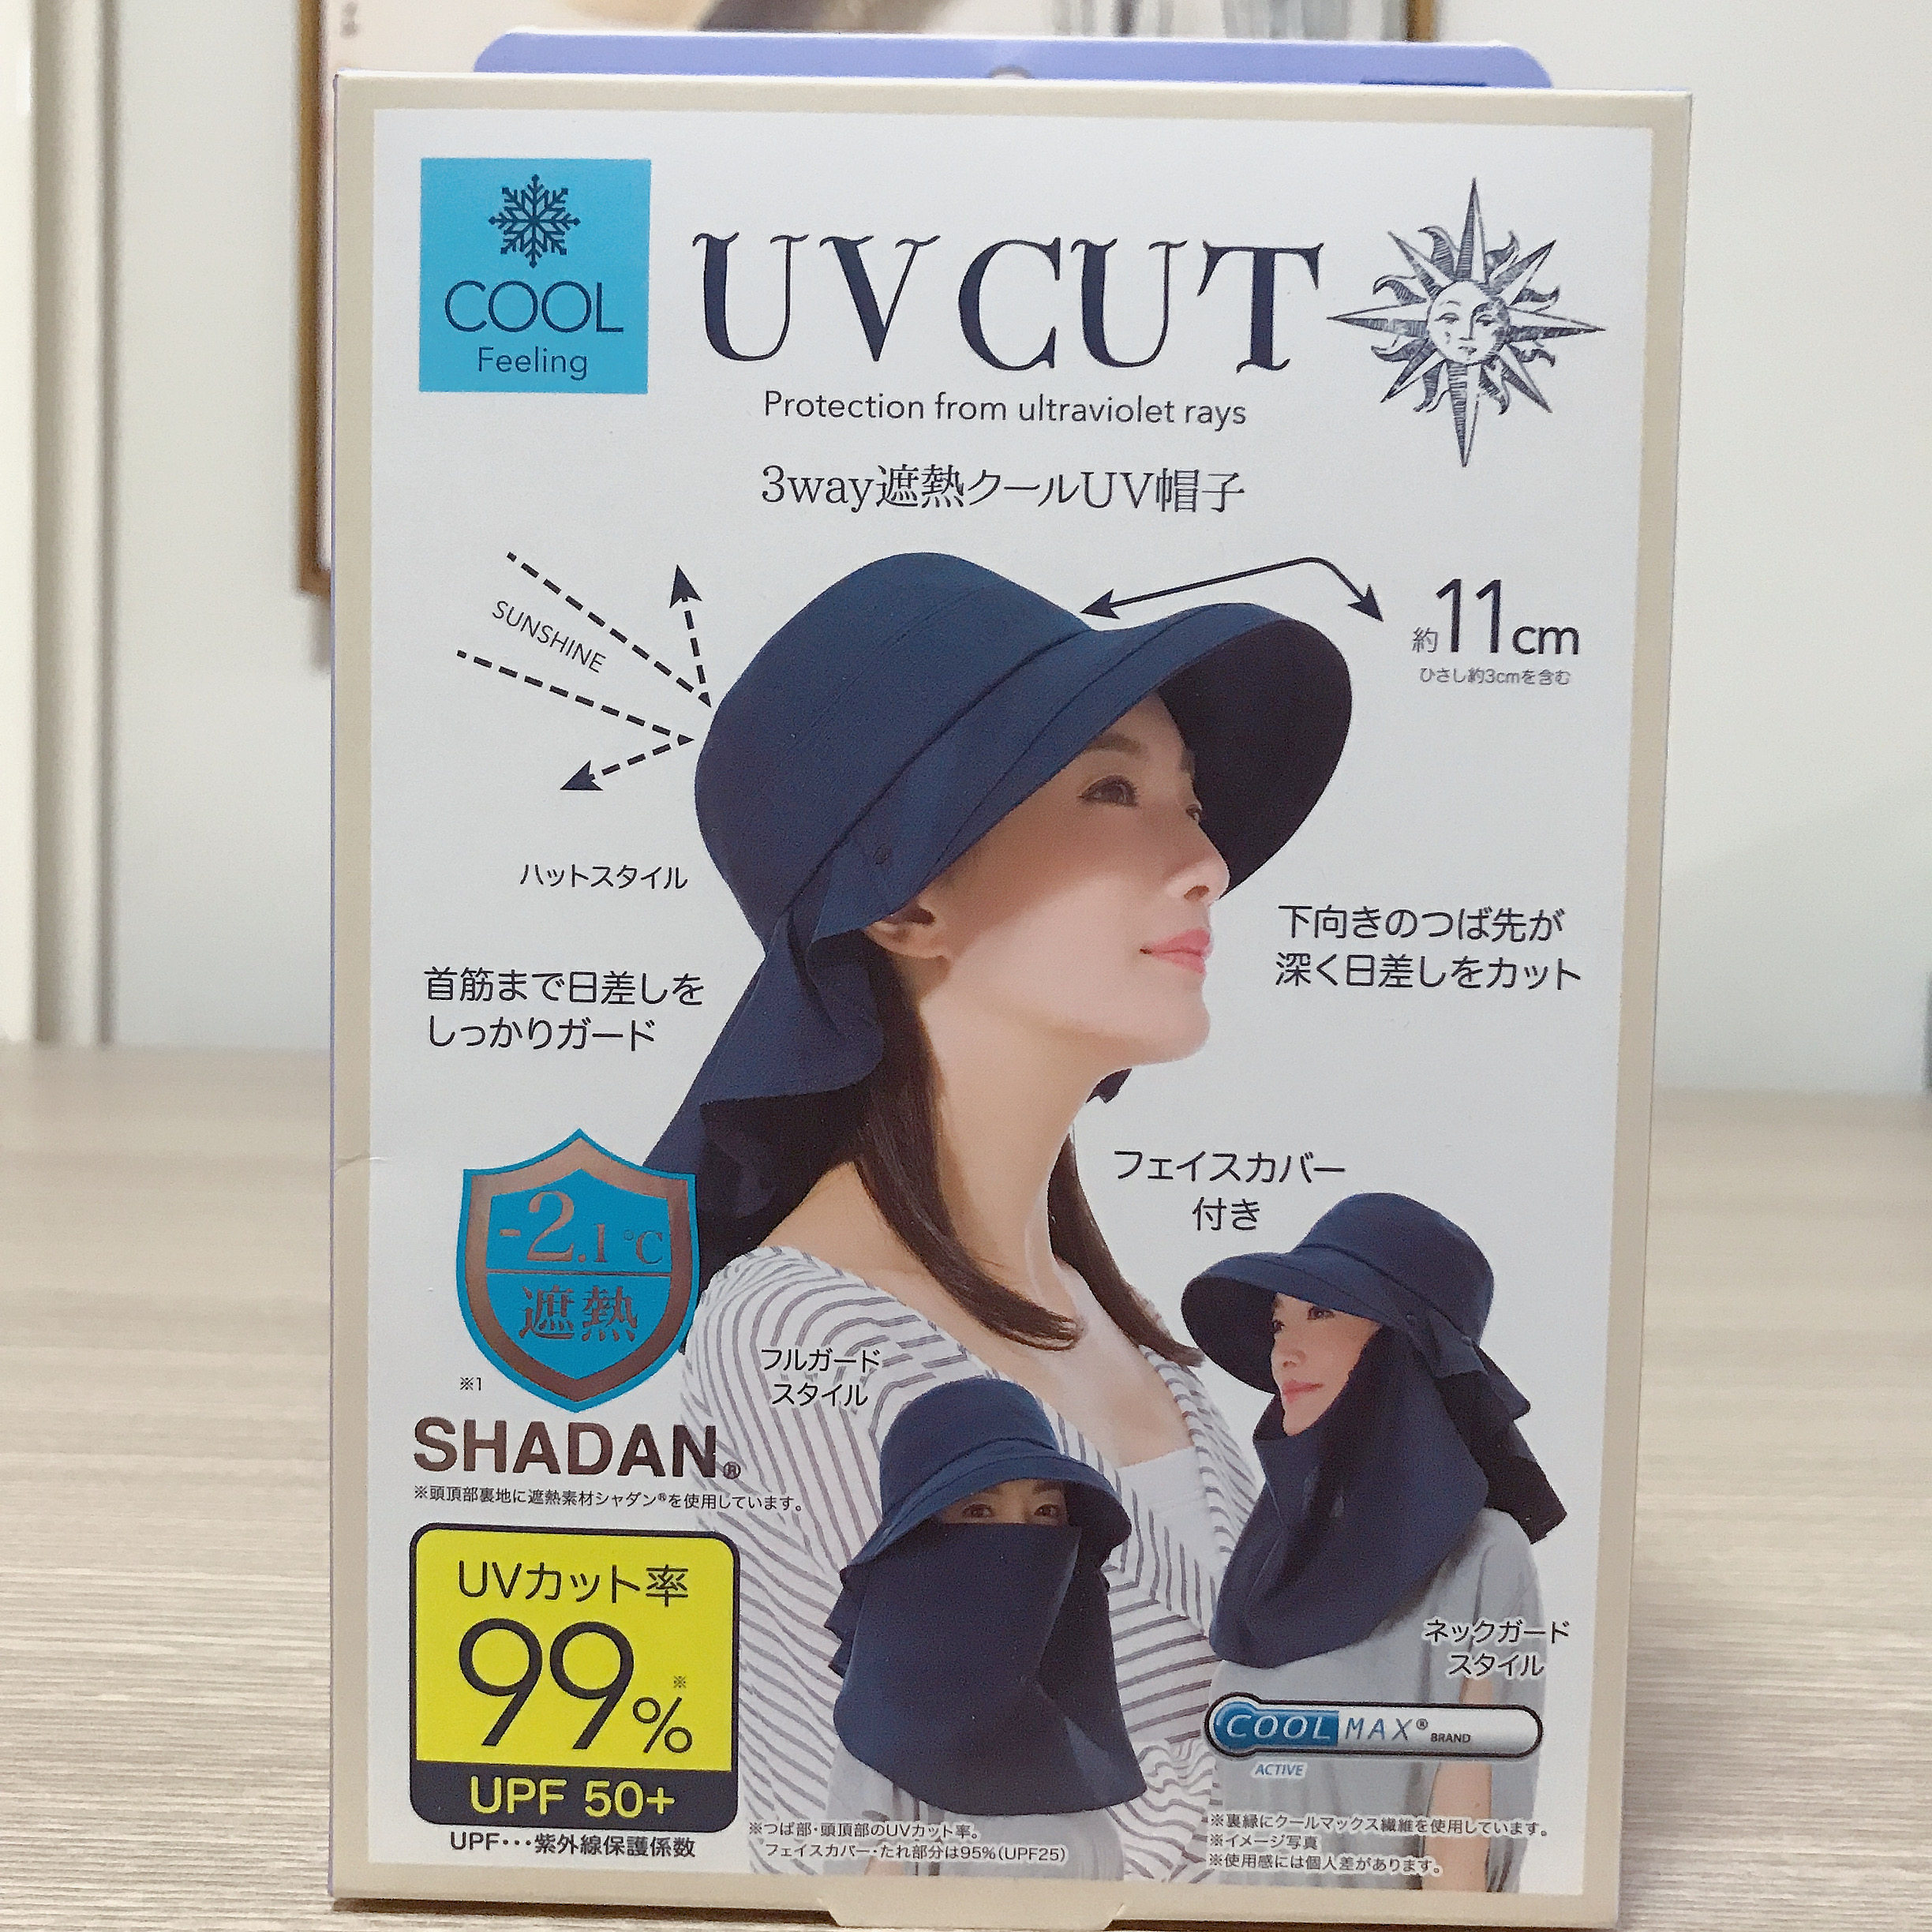 COOL
Feeling
UV CUT
Protection from ultraviolet rays
3way遮熱クールUV帽子
SUNSHINE
約11cm
ひさし約3cmを含む
ハットスタイル
下向きのつば先が
深く日差しをカット
首筋まで日差しを
しっかりガード
フェイスカバー
付き
-2.1℃
遮熱
※1
SHADAN®
※頭頂部裏地に遮熱素材シャダン®を使用しています。
フルガード
スタイル
UVカット率
99%※
UPF 50+
UPF・・・紫外線保護係数
ネックガード
スタイル
COOLMAX® BRAND
ACTIVE
※つば部・頭頂部のUVカット率。
フェイスカバー・たれ部分は95%(UPF25)
※裏縁にクールマックス繊維を使用しています。
※イメージ写真
※使用感には個人差があります。